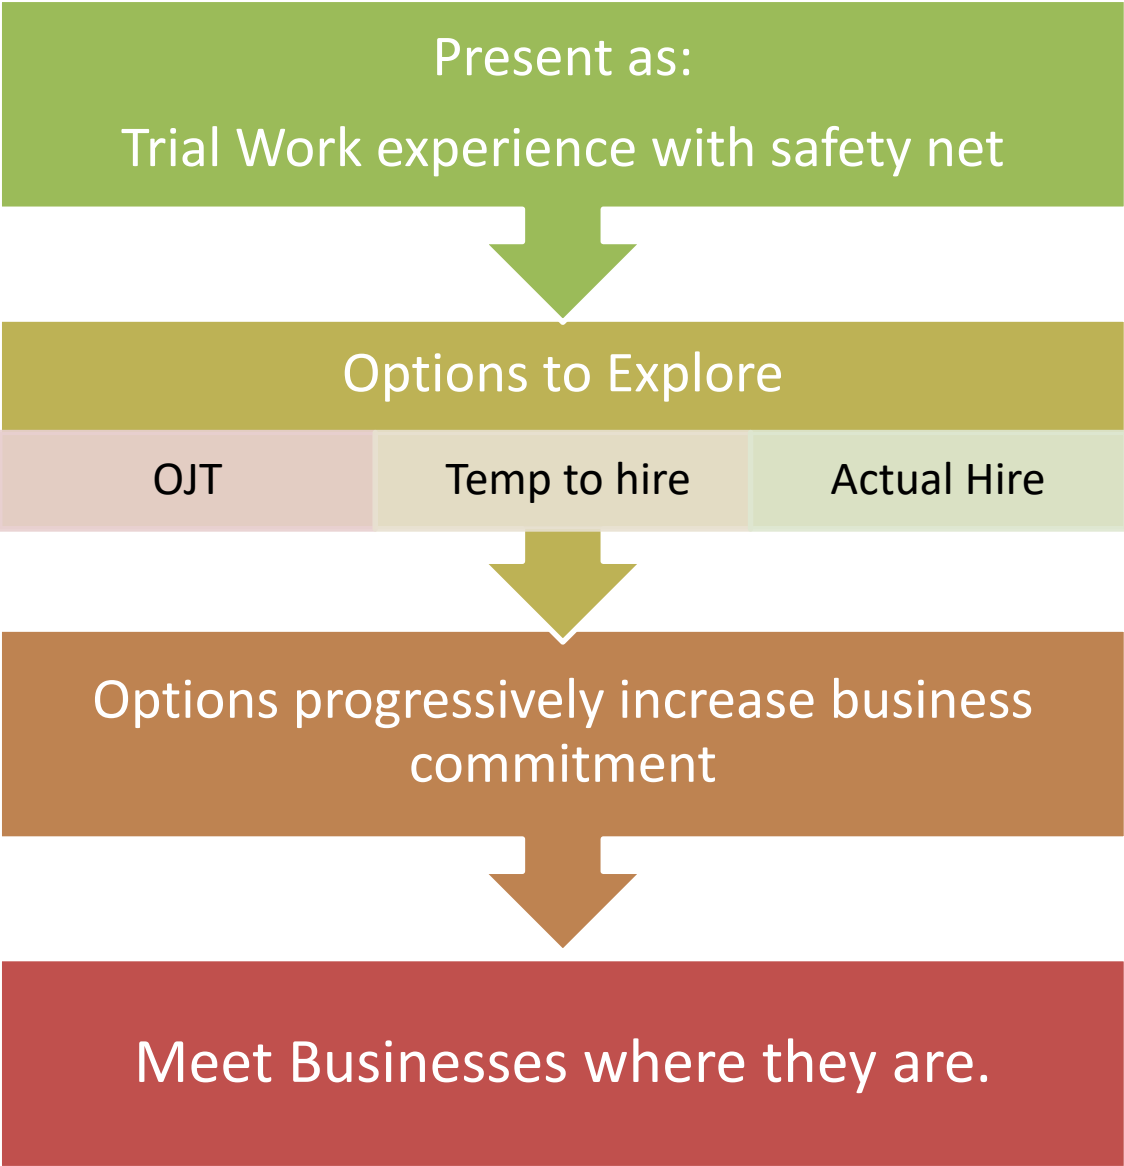 Present as:
Trial Work experience with safety net
Options to Explore
OJT
Temp to hire
Actual Hire
Options progressively increase business
commitment
Meet Businesses where they are.